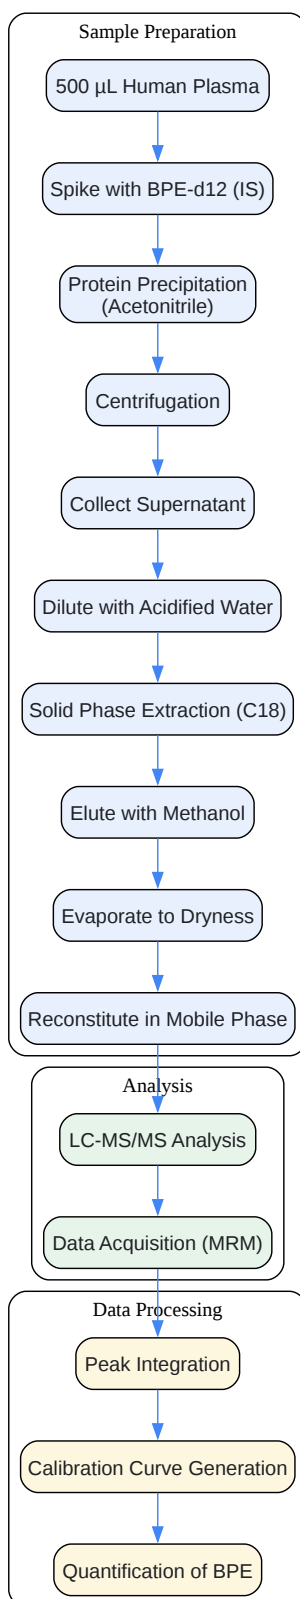 Sample Preparation
500 µL Human Plasma
Spike with BPE-d12 (IS)
Protein Precipitation
(Acetonitrile)
Centrifugation
Collect Supernatant
Dilute with Acidified Water
Solid Phase Extraction (C18)
Elute with Methanol
Evaporate to Dryness
Reconstitute in Mobile Phase
Analysis
LC-MS/MS Analysis
Data Acquisition (MRM)
Data Processing
Peak Integration
Calibration Curve Generation
Quantification of BPE